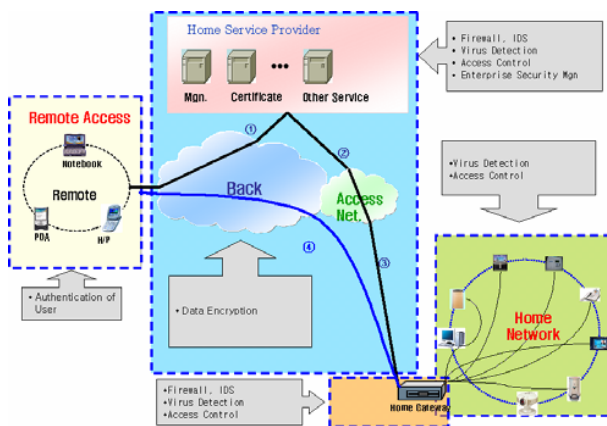 Home Service Provider
Mgn.
Certificate
Other Service
• Firewall, IDS
• Virus Detection
• Access Control
• Enterprise Security Mgn
Remote Access
Notebook
Remote
PDA
H/P
①
②
Back
Access
Net.
③
④
• Virus Detection
• Access Control
• Authentication of
User
• Data Encryption
Home
Network
• Firewall, IDS
• Virus Detection
• Access Control
Home Gateway